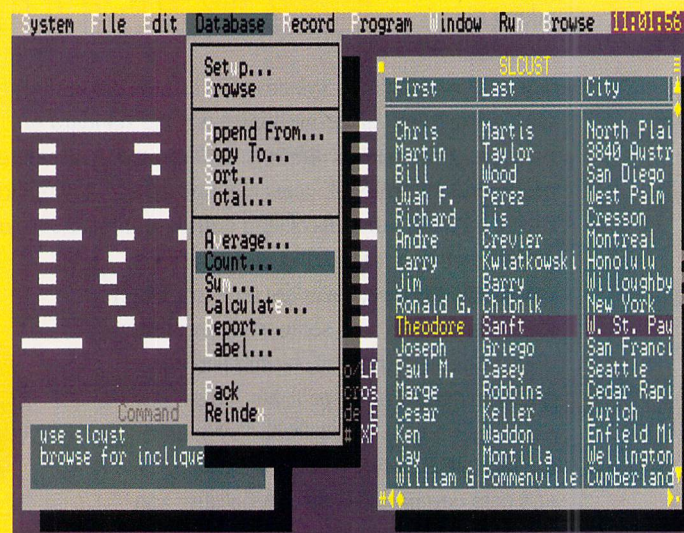 System File Edit Database Record Program Window Run Browse 11:01:56
Setup...
Browse
Append From...
Copy To...
Sort...
Total...
Average...
Count...
Sum...
Calculate...
Report...
Label...
Pack
Reindex
SLCUST
First Last City
Chris Martis North Plai
Martin Taylor 3840 Austr
Bill Wood San Diego
Juan F. Perez West Palm
Richard Lis Cresson
Andre Crevier Montreal
Larry Kwiatkowski Honolulu
Jim Barry Willoughby
Ronald G. Chibnik New York
Theodore Sanft W. St. Pau
Joseph Griego San Franci
Paul M. Casey Seattle
Marge Robbins Cedar Rapi
Cesar Keller Zurich
Ken Waddon Enfield Mi
Jay Montilla Wellington
William G Pommenville Cumberland
o/LA
cros
de E
XP
Command
use slcust
browse for inclique